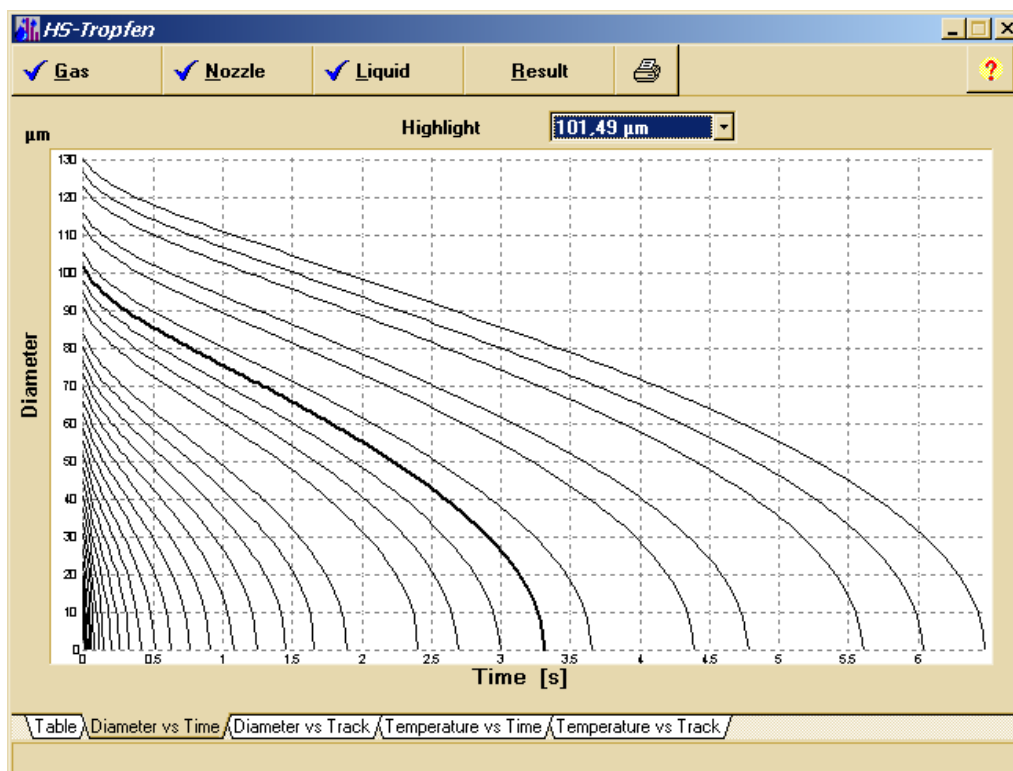 HS-Tropfen
Gas Nozzle Liquid Result ?
Highlight 101,49 µm
µm
130
120
110
100
90
80
70
60
50
40
30
20
10
0
Diameter
0 0.5 1 1.5 2 2.5 3 3.5 4 4.5 5 5.5 6
Time [s]
Table Diameter vs Time Diameter vs Track Temperature vs Time Temperature vs Track